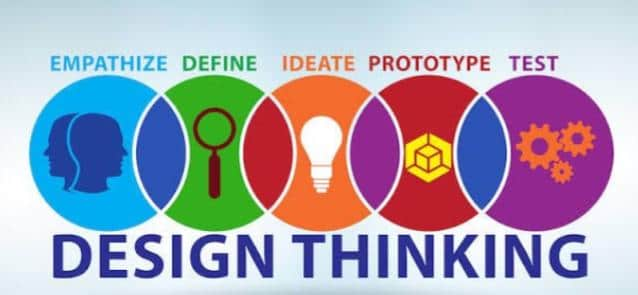 EMPATHIZE DEFINE IDEATE PROTOTYPE TEST
DESIGN THINKING